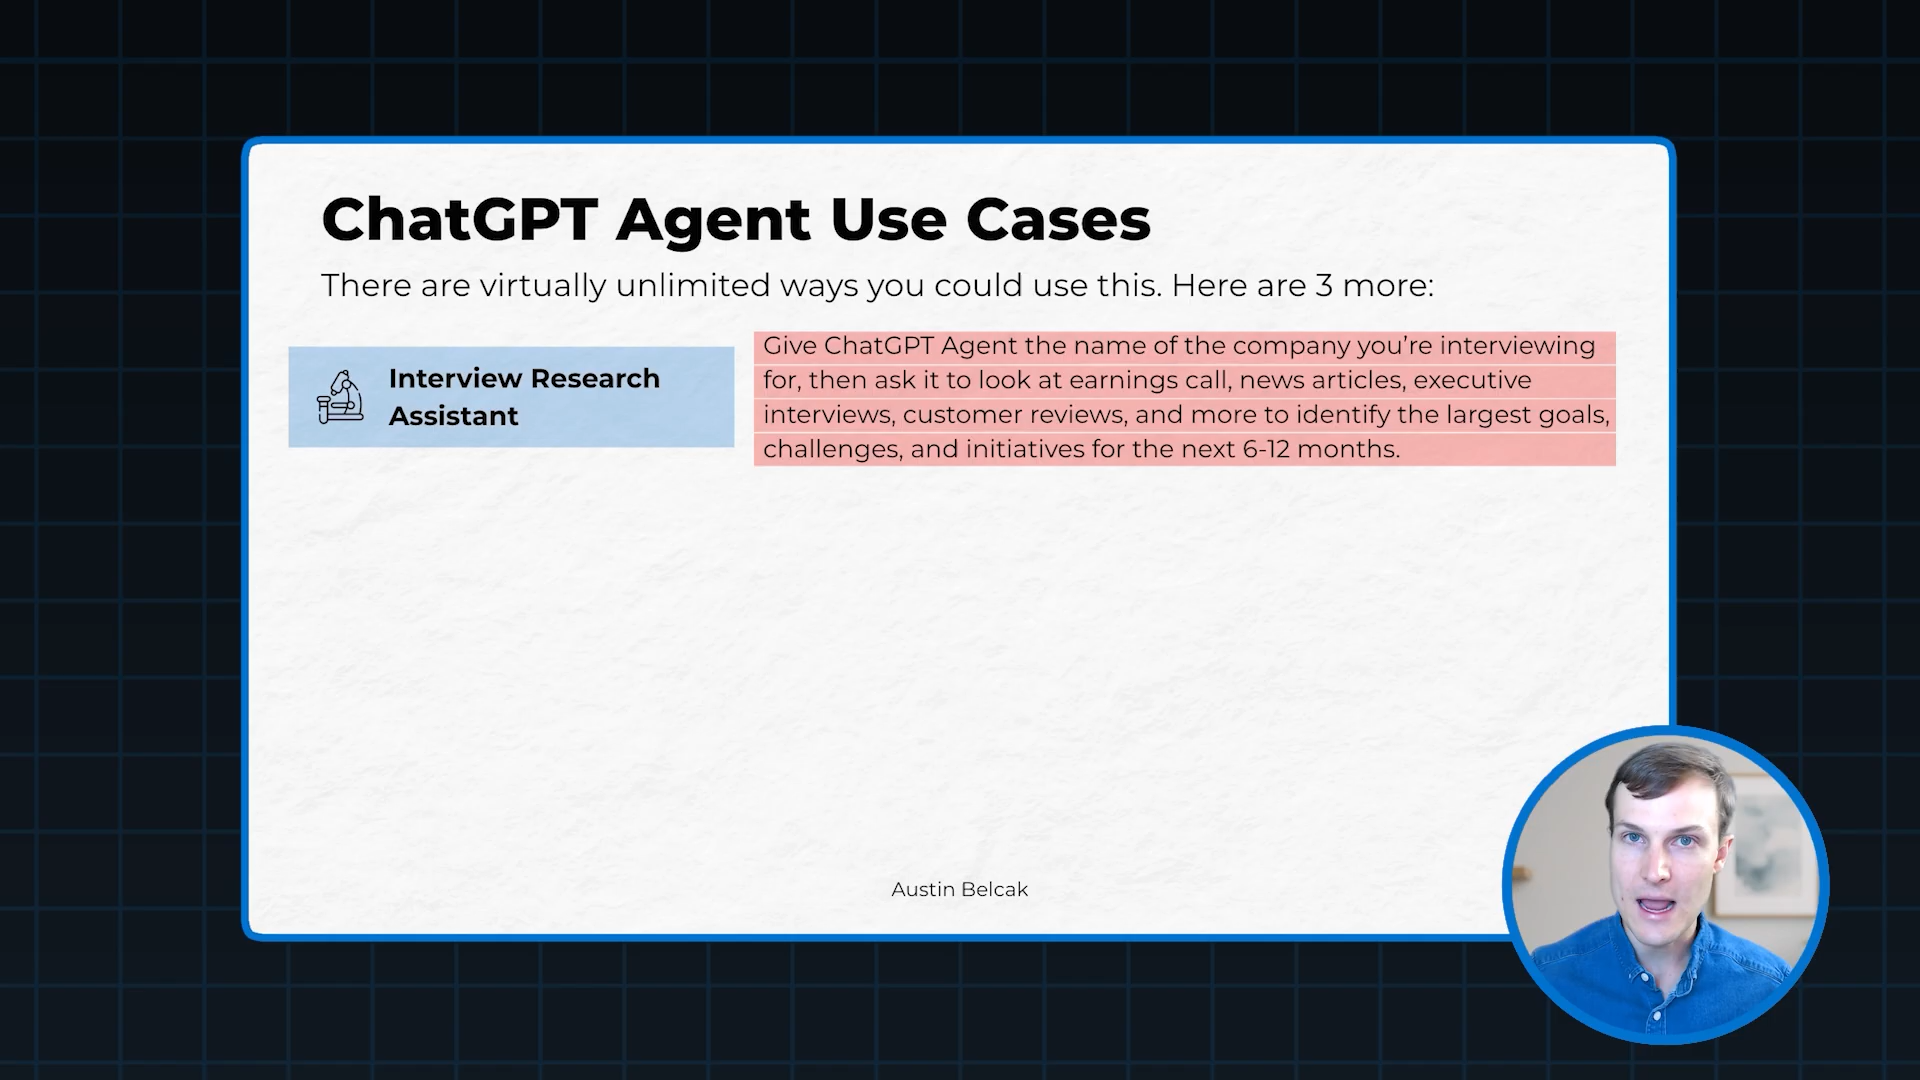 ChatGPT Agent Use Cases
There are virtually unlimited ways you could use this. Here are 3 more:
Interview Research
Assistant
Give ChatGPT Agent the name of the company you’re interviewing
for, then ask it to look at earnings call, news articles, executive
interviews, customer reviews, and more to identify the largest goals,
challenges, and initiatives for the next 6-12 months.
Austin Belcak